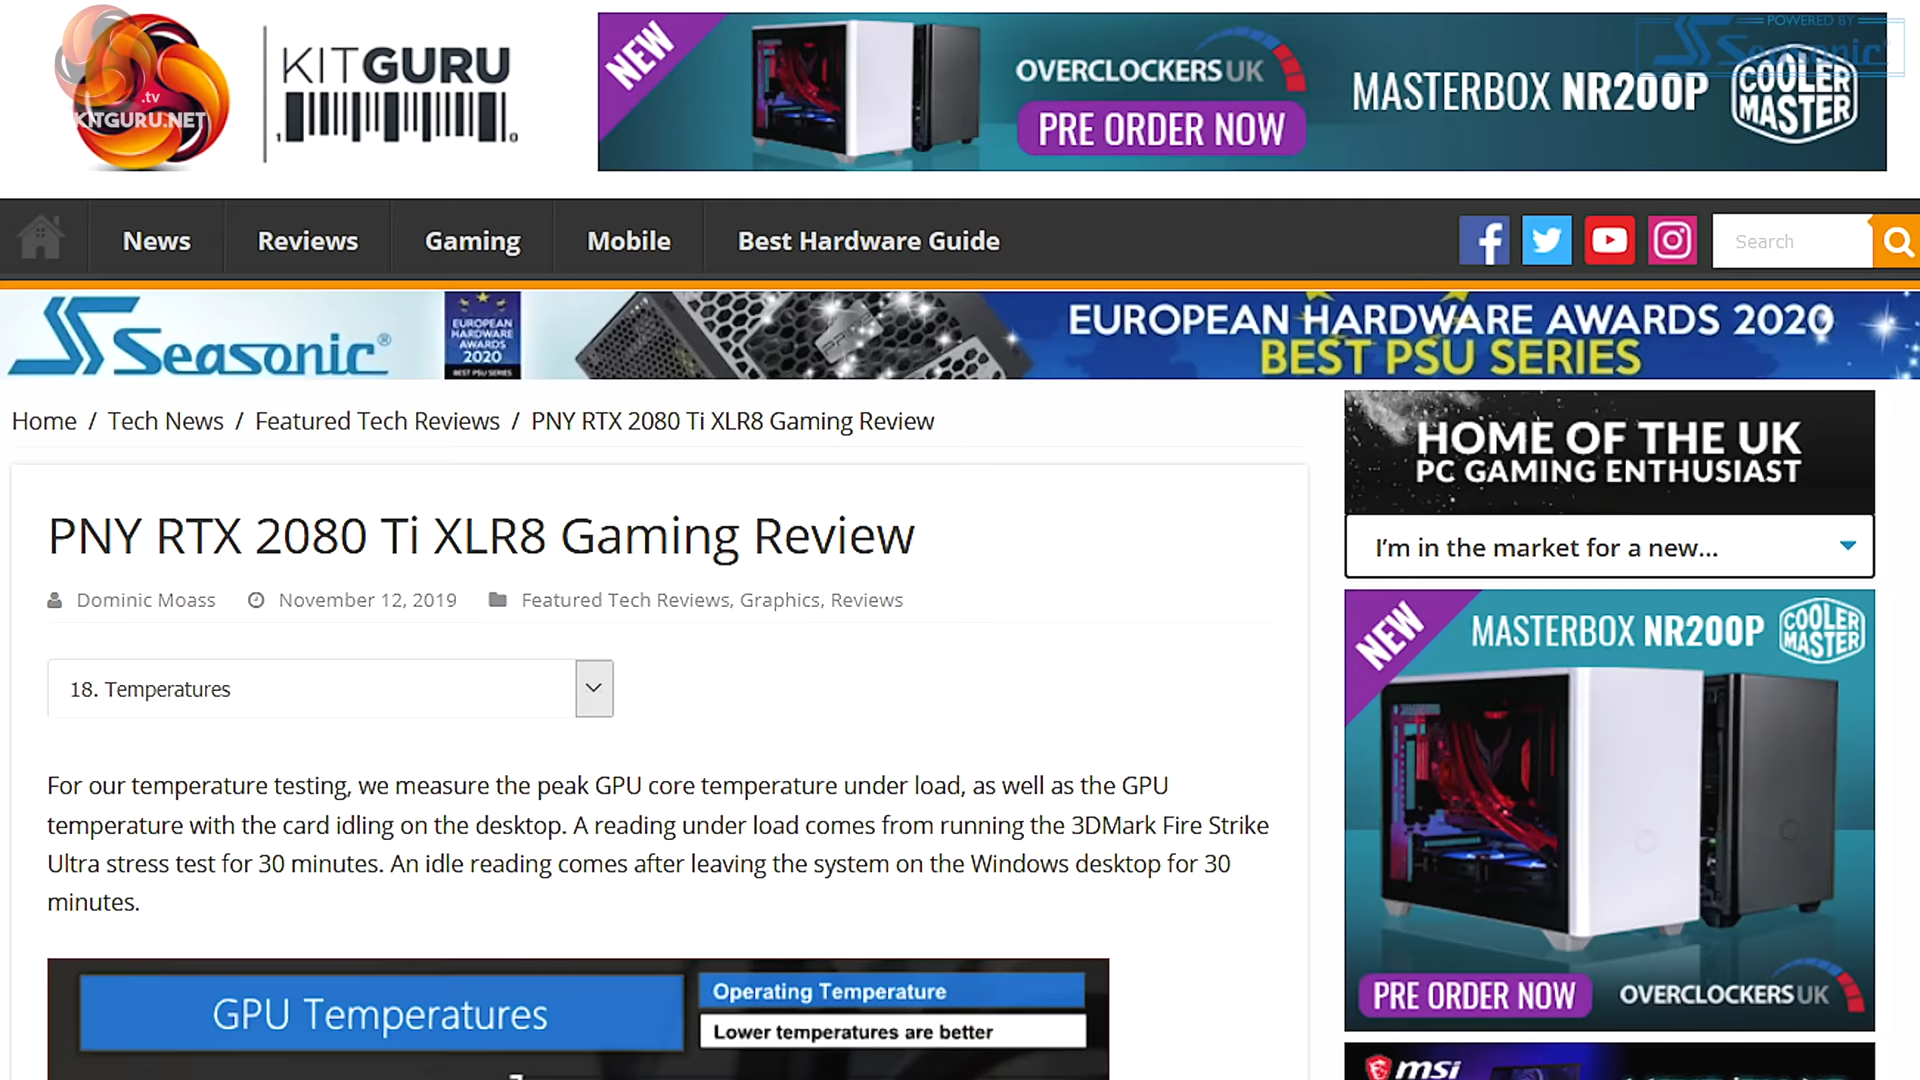 .tv
KITGURU.NET
KITGURU
1 0
NEW
OVERCLOCKERS UK
PRE ORDER NOW
MASTERBOX NR200P
COOLER
MASTER
POWERED BY
Seasonic
News
Reviews
Gaming
Mobile
Best Hardware Guide
Search
Seasonic®
EUROPEAN
HARDWARE
AWARDS
2020
BEST PSU SERIES
EUROPEAN HARDWARE AWARDS 2020
BEST PSU SERIES
Home / Tech News / Featured Tech Reviews / PNY RTX 2080 Ti XLR8 Gaming Review
HOME OF THE UK
PC GAMING ENTHUSIAST
I'm in the market for a new...
PNY RTX 2080 Ti XLR8 Gaming Review
Dominic Moass November 12, 2019 Featured Tech Reviews, Graphics, Reviews
18. Temperatures
For our temperature testing, we measure the peak GPU core temperature under load, as well as the GPU
temperature with the card idling on the desktop. A reading under load comes from running the 3DMark Fire Strike
Ultra stress test for 30 minutes. An idle reading comes after leaving the system on the Windows desktop for 30
minutes.
GPU Temperatures
Operating Temperature
Lower temperatures are better
NEW
MASTERBOX NR200P
COOLER
MASTER
PRE ORDER NOW
OVERCLOCKERS UK
msi